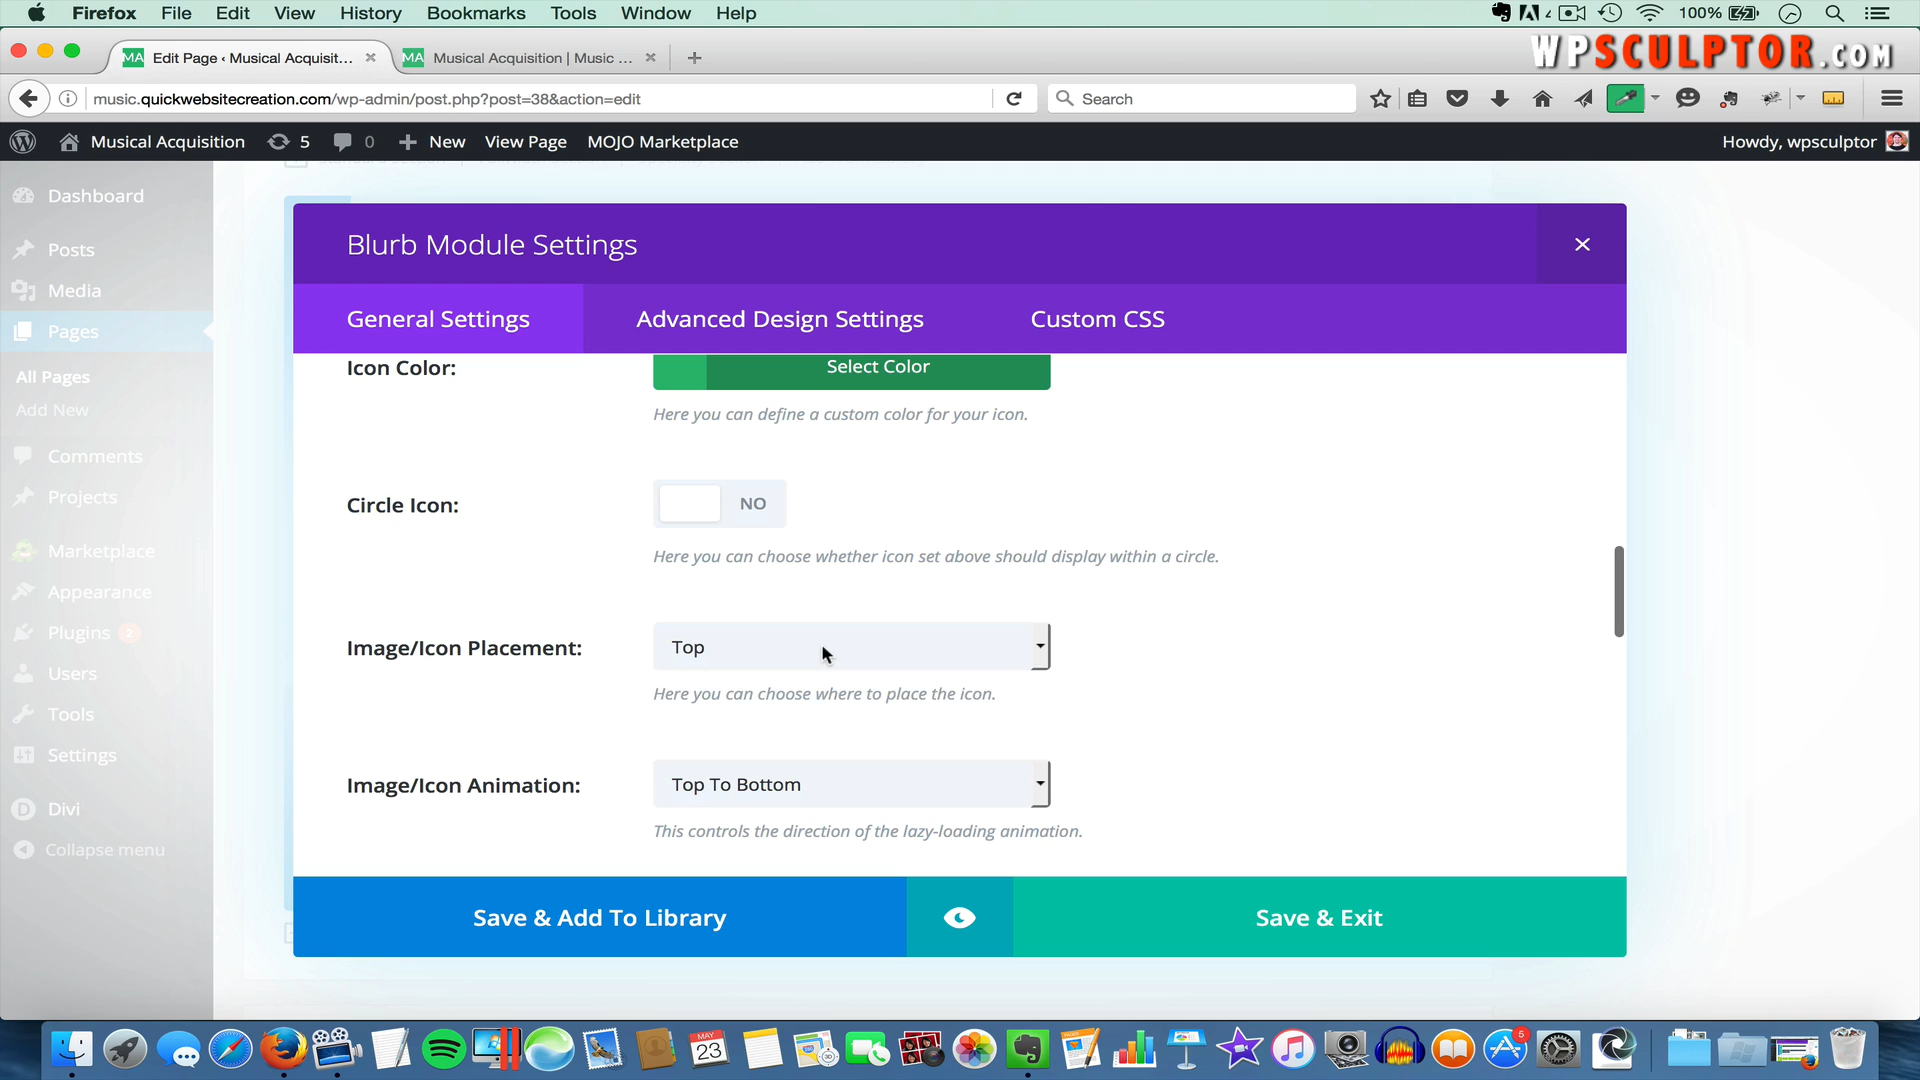 Firefox File Edit View History Bookmarks Tools Window Help 4 100%
WPSCULPTOR.COM
MA Edit Page ‹ Musical Acquisit... MA Musical Acquisition | Music ...
music.quickwebsitecreation.com/wp-admin/post.php?post=38&action=edit Search
Musical Acquisition 5 0 New View Page MOJO Marketplace Howdy, wpsculptor
Dashboard
Posts
Media
Pages
All Pages
Add New
Comments
Projects
Marketplace
Appearance
Plugins 2
Users
Tools
Settings
Divi
Collapse menu
Blurb Module Settings
General Settings Advanced Design Settings Custom CSS
Icon Color: Select Color
Here you can define a custom color for your icon.
Circle Icon: NO
Here you can choose whether icon set above should display within a circle.
Image/Icon Placement: Top
Here you can choose where to place the icon.
Image/Icon Animation: Top To Bottom
This controls the direction of the lazy-loading animation.
Save & Add To Library Save & Exit
MAY
23
5